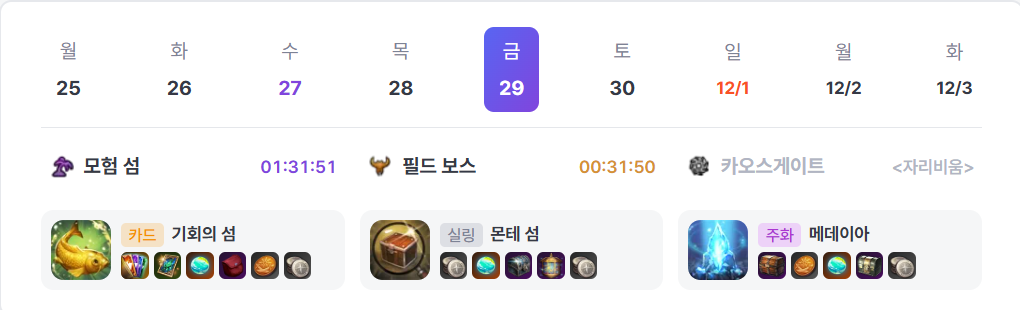 월 화 수 목 금 토 일 월 화
25 26 27 28 29 30 12/1 12/2 12/3
모험 섬 01:31:51 필드 보스 00:31:50 카오스게이트 <자리비움>
카드 기회의 섬 실링 몬테 섬 주화 메데이아